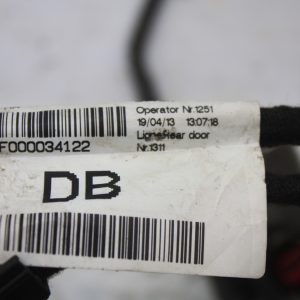 Operator Nr.1251
19/04/13 13:07:18
F000034122
Ligne:Rear door
Nr.1311
DB